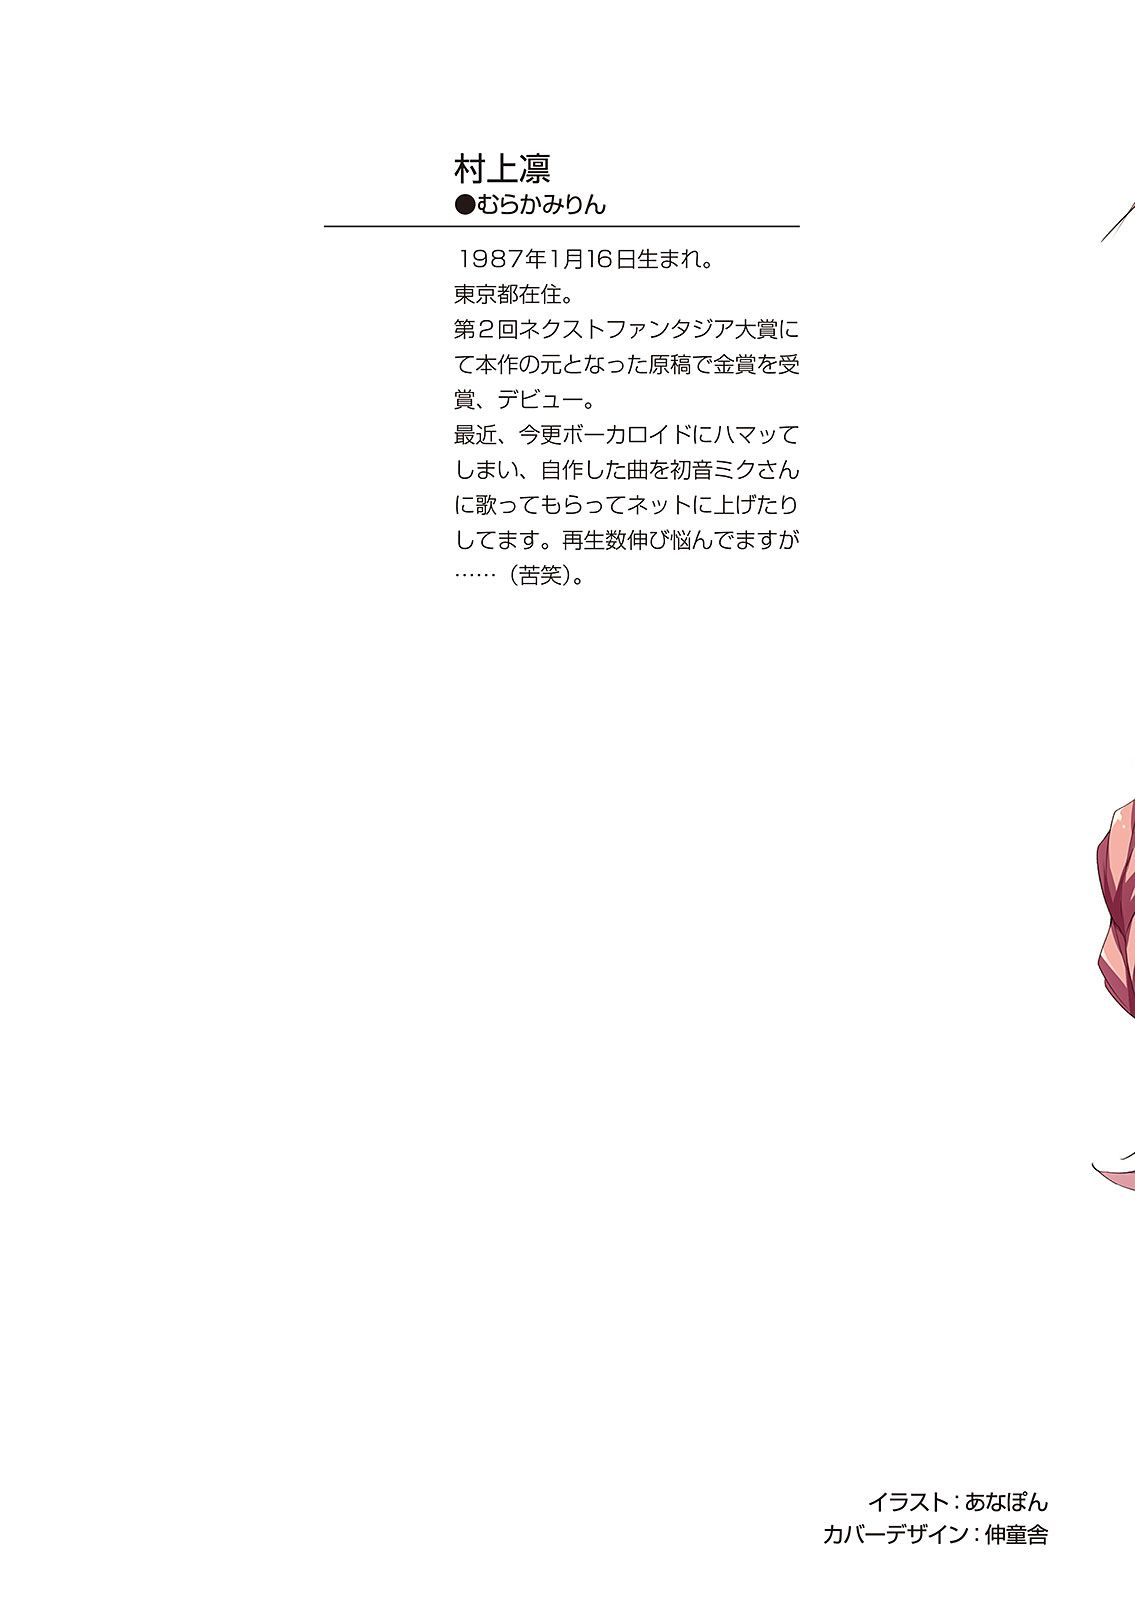 村上凛
●むらかみりん
1987年1月16日生まれ。
東京都在住。
第2回ネクストファンタジア大賞に
て本作の元となった原稿で金賞を受
賞、デビュー。
最近、今更ボーカロイドにハマッて
しまい、自作した曲を初音ミクさん
に歌ってもらってネットに上げたり
してます。再生数伸び悩んでますが
……（苦笑）。
イラスト：あなぽん
カバーデザイン：伸童舎